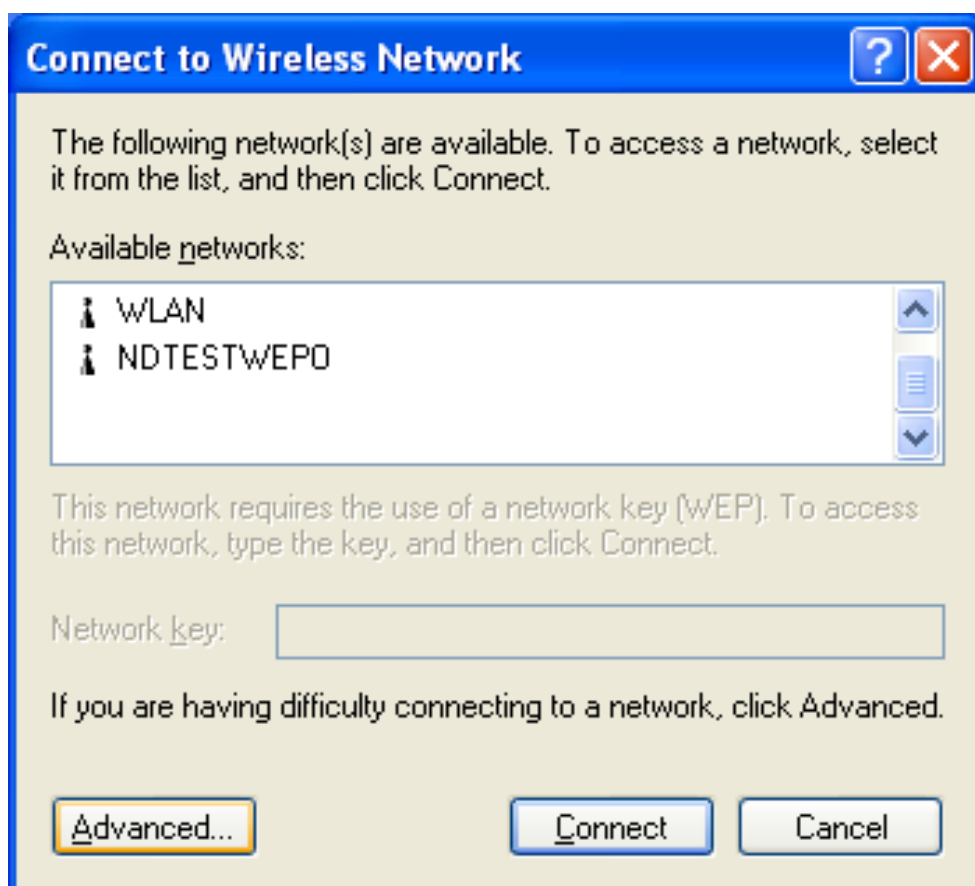 Connect to Wireless Network
The following network(s) are available. To access a network, select
it from the list, and then click Connect.
Available networks:
WLAN
NDTESTWEP0
This network requires the use of a network key (WEP). To access
this network, type the key, and then click Connect.
Network key:
If you are having difficulty connecting to a network, click Advanced.
Advanced... Connect Cancel